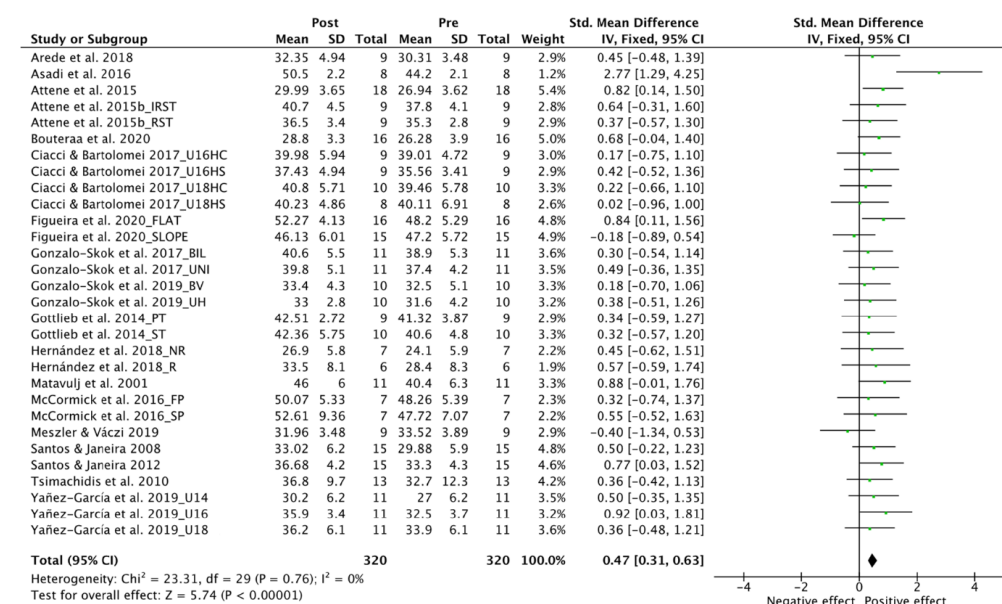 Post Pre Std. Mean Difference Std. Mean Difference
Study or Subgroup Mean SD Total Mean SD Total Weight IV, Fixed, 95% CI IV, Fixed, 95% CI
Arede et al. 2018 32.35 4.94 9 30.31 3.48 9 2.9% 0.45 [−0.48, 1.39]
Asadi et al. 2016 50.5 2.2 8 44.2 2.1 8 1.2% 2.77 [1.29, 4.25]
Attene et al. 2015 29.99 3.65 18 26.94 3.62 18 5.4% 0.82 [0.14, 1.50]
Attene et al. 2015b_IRST 40.7 4.5 9 37.8 4.1 9 2.9% 0.64 [−0.31, 1.60]
Attene et al. 2015b_RST 36.5 3.4 9 35.3 2.8 9 2.9% 0.37 [−0.57, 1.30]
Bouteraa et al. 2020 28.8 3.3 16 26.28 3.9 16 5.0% 0.68 [−0.04, 1.40]
Ciacci & Bartolomei 2017_U16HC 39.98 5.94 9 39.01 4.72 9 3.0% 0.17 [−0.75, 1.10]
Ciacci & Bartolomei 2017_U16HS 37.43 4.94 9 35.56 3.41 9 2.9% 0.42 [−0.52, 1.36]
Ciacci & Bartolomei 2017_U18HC 40.8 5.71 10 39.46 5.78 10 3.3% 0.22 [−0.66, 1.10]
Ciacci & Bartolomei 2017_U18HS 40.23 4.86 8 40.11 6.91 8 2.7% 0.02 [−0.96, 1.00]
Figueira et al. 2020_FLAT 52.27 4.13 16 48.2 5.29 16 4.8% 0.84 [0.11, 1.56]
Figueira et al. 2020_SLOPE 46.13 6.01 15 47.2 5.72 15 4.9% −0.18 [−0.89, 0.54]
Gonzalo-Skok et al. 2017_BIL 40.6 5.5 11 38.9 5.3 11 3.6% 0.30 [−0.54, 1.14]
Gonzalo-Skok et al. 2017_UNI 39.8 5.1 11 37.4 4.2 11 3.5% 0.49 [−0.36, 1.35]
Gonzalo-Skok et al. 2019_BV 33.4 4.3 10 32.5 5.1 10 3.3% 0.18 [−0.70, 1.06]
Gonzalo-Skok et al. 2019_UH 33 2.8 10 31.6 4.2 10 3.3% 0.38 [−0.51, 1.26]
Gottlieb et al. 2014_PT 42.51 2.72 9 41.32 3.87 9 2.9% 0.34 [−0.59, 1.27]
Gottlieb et al. 2014_ST 42.36 5.75 10 40.6 4.8 10 3.3% 0.32 [−0.57, 1.20]
Hernández et al. 2018_NR 26.9 5.8 7 24.1 5.9 7 2.2% 0.45 [−0.62, 1.51]
Hernández et al. 2018_R 33.5 8.1 6 28.4 8.3 6 1.9% 0.57 [−0.59, 1.74]
Matavulj et al. 2001 46 6 11 40.4 6.3 11 3.3% 0.88 [−0.01, 1.76]
McCormick et al. 2016_FP 50.07 5.33 7 48.26 5.39 7 2.3% 0.32 [−0.74, 1.37]
McCormick et al. 2016_SP 52.61 9.36 7 47.72 7.07 7 2.2% 0.55 [−0.52, 1.63]
Meszler & Váczi 2019 31.96 3.48 9 33.52 3.89 9 2.9% −0.40 [−1.34, 0.53]
Santos & Janeira 2008 33.02 6.2 15 29.88 5.9 15 4.8% 0.50 [−0.22, 1.23]
Santos & Janeira 2012 36.68 4.2 15 33.3 4.3 15 4.6% 0.77 [0.03, 1.52]
Tsimachidis et al. 2010 36.8 9.7 13 32.7 12.3 13 4.2% 0.36 [−0.42, 1.13]
Yañez-García et al. 2019_U14 30.2 6.2 11 27 6.2 11 3.5% 0.50 [−0.35, 1.35]
Yañez-García et al. 2019_U16 35.9 3.4 11 32.5 3.7 11 3.2% 0.92 [0.03, 1.81]
Yañez-García et al. 2019_U18 36.2 6.1 11 33.9 6.1 11 3.6% 0.36 [−0.48, 1.21]
Total (95% CI) 320 320 100.0% 0.47 [0.31, 0.63]
Heterogeneity: Chi² = 23.31, df = 29 (P = 0.76); I² = 0%
Test for overall effect: Z = 5.74 (P < 0.00001)
−4 −2 0 2 4
Negative effect Positive effect